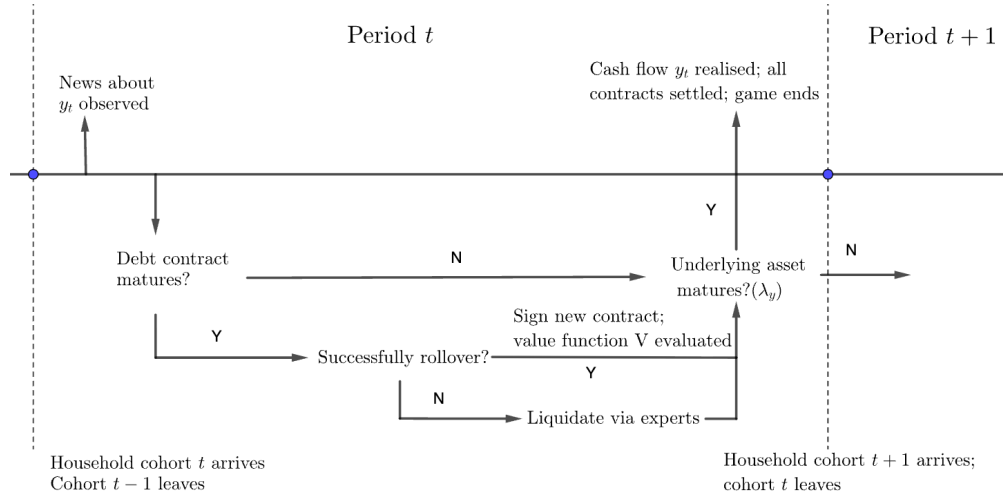 Period t
Period t + 1
News about
y_t observed
Cash flow y_t realised; all
contracts settled; game ends
Y
Debt contract
matures?
N
Underlying asset
matures?(λ_y)
N
Sign new contract;
value function V evaluated
Y
Successfully rollover?
Y
N
Liquidate via experts
Household cohort t arrives
Cohort t − 1 leaves
Household cohort t + 1 arrives;
cohort t leaves